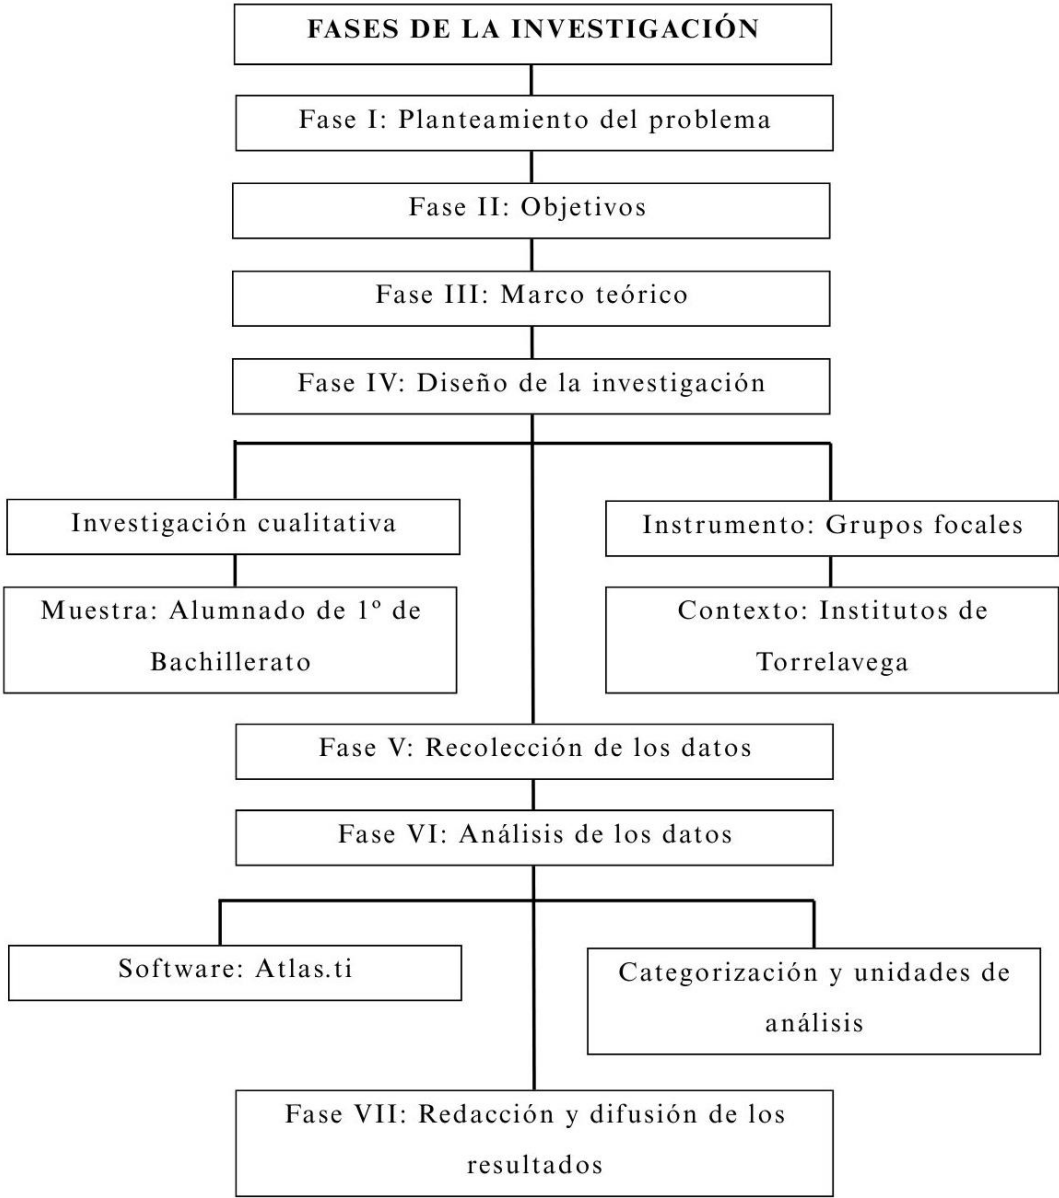 FASES DE LA INVESTIGACIÓN
Fase I: Planteamiento del problema
Fase II: Objetivos
Fase III: Marco teórico
Fase IV: Diseño de la investigación
Investigación cualitativa
Muestra: Alumnado de 1º de
Bachillerato
Instrumento: Grupos focales
Contexto: Institutos de
Torrelavega
Fase V: Recolección de los datos
Fase VI: Análisis de los datos
Software: Atlas.ti
Categorización y unidades de
análisis
Fase VII: Redacción y difusión de los
resultados